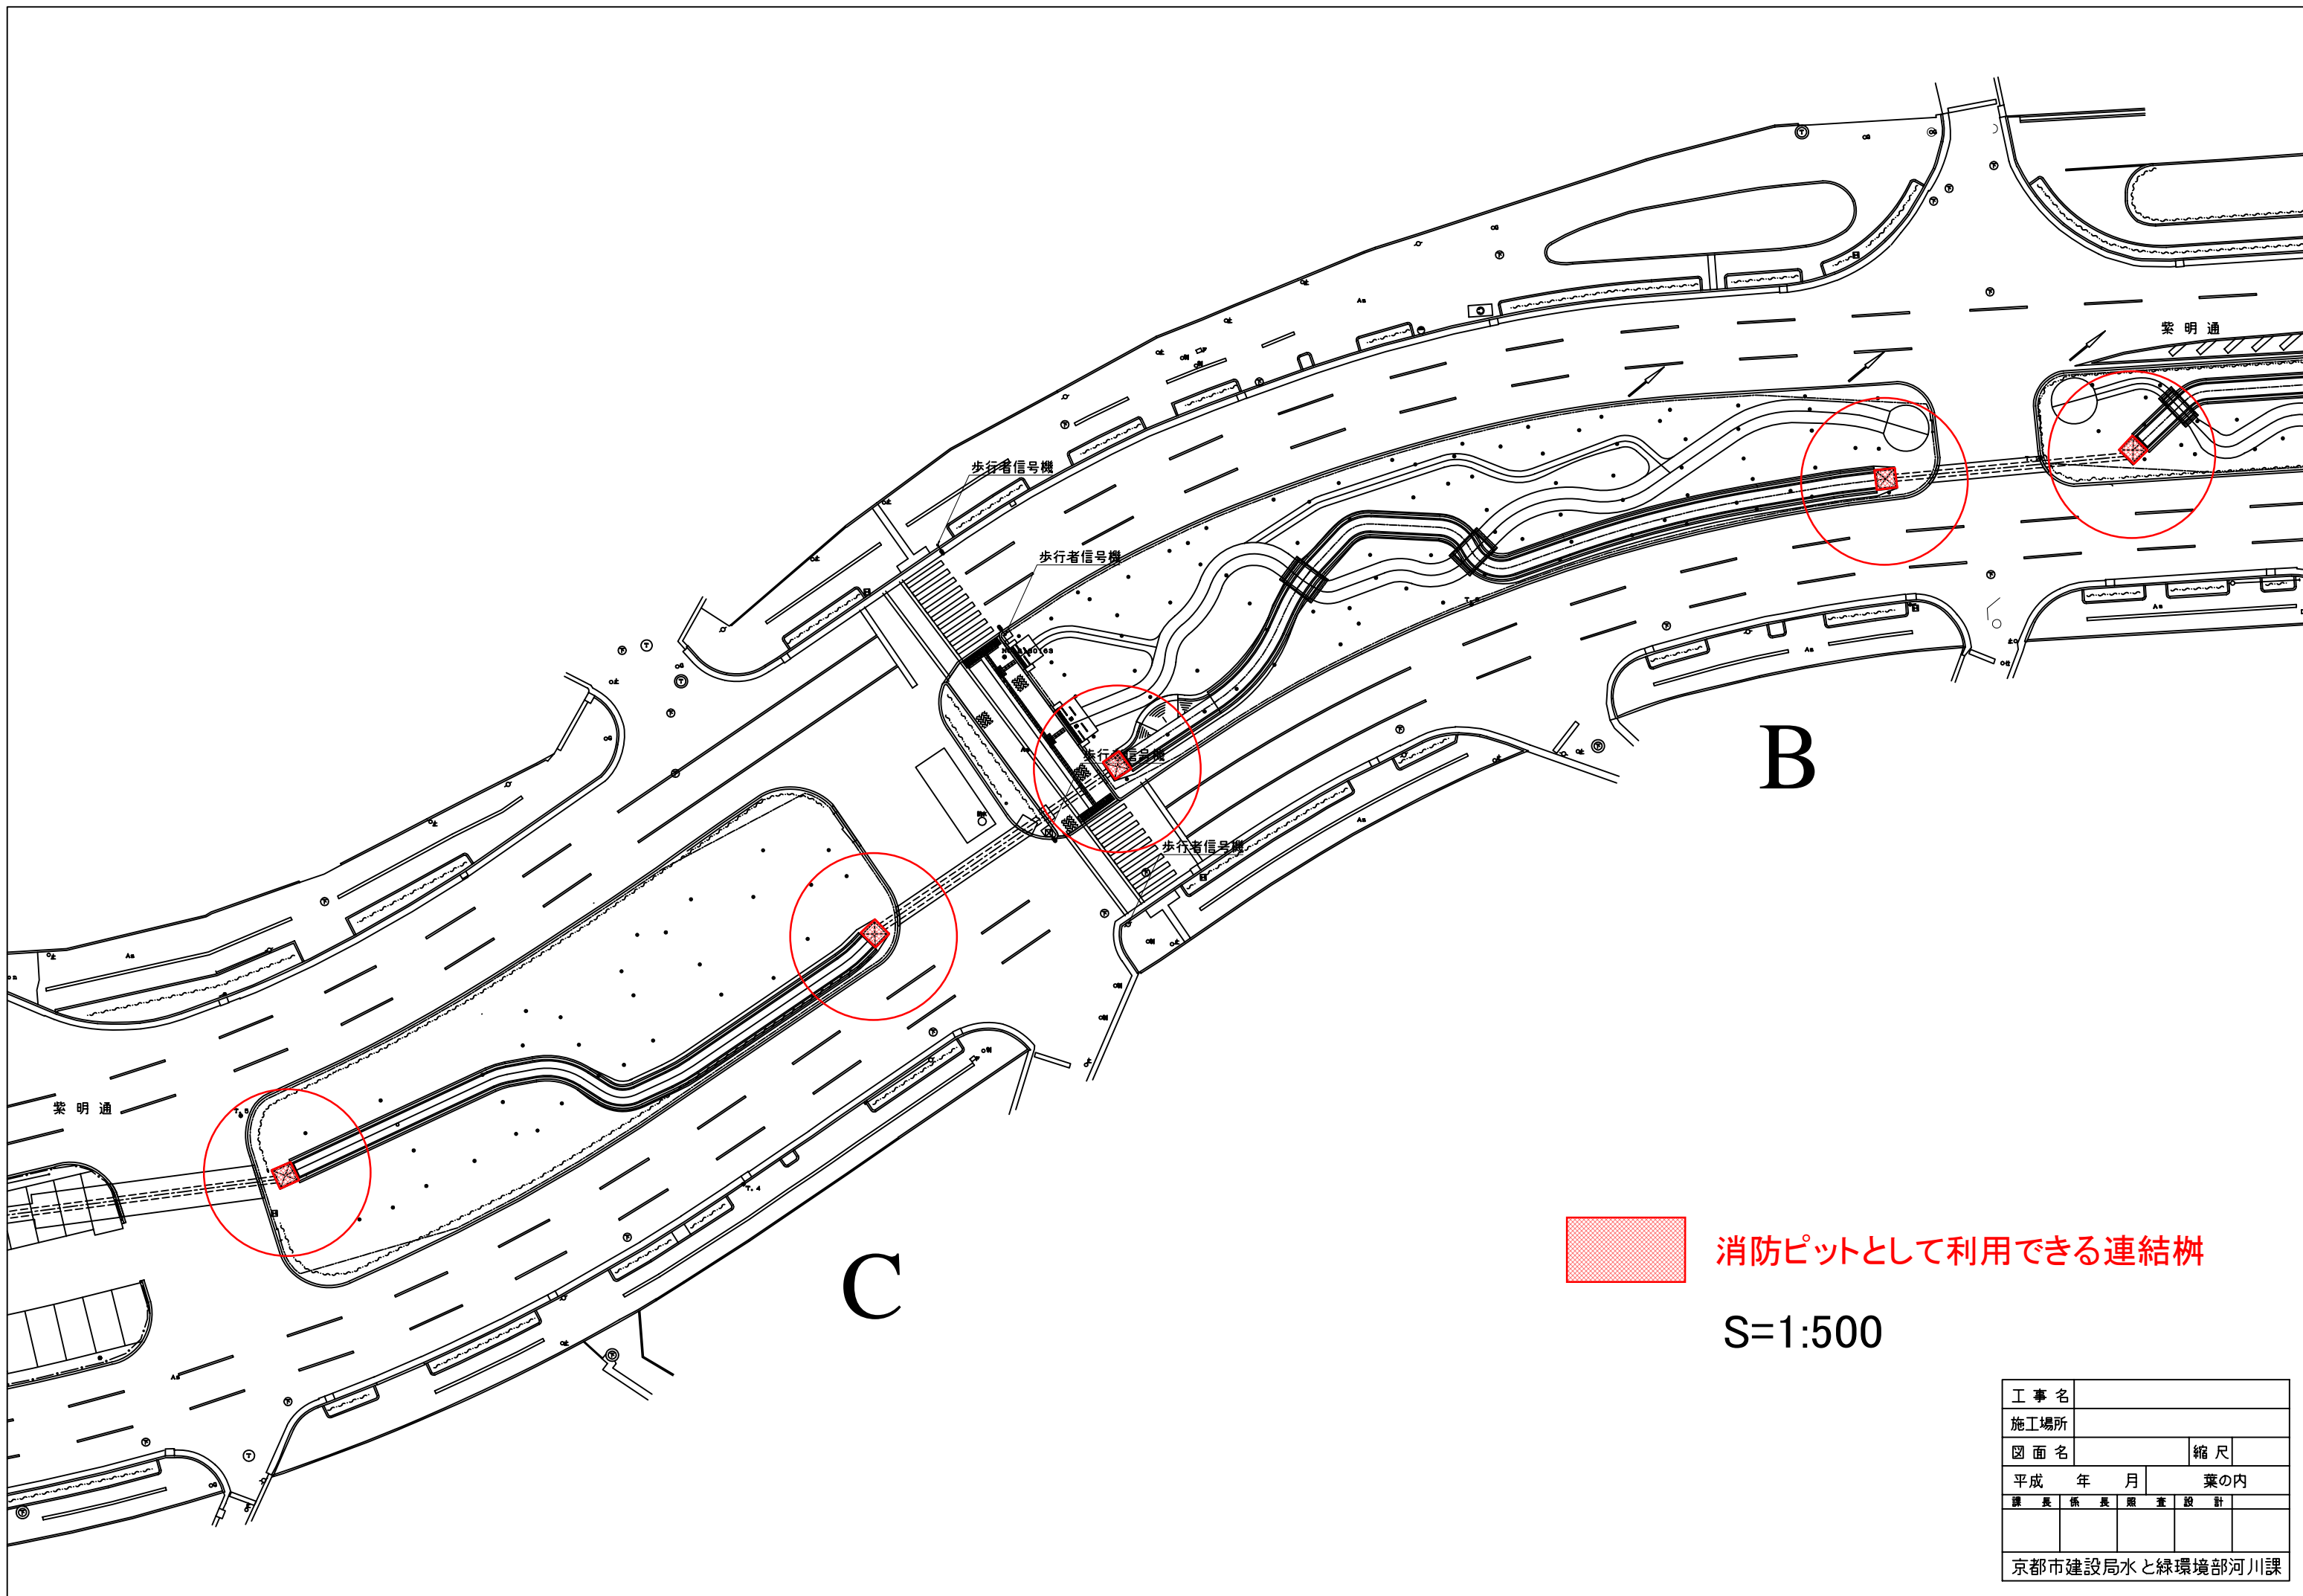 紫明通
歩行者信号機
歩行者信号機
歩行者信号機
歩行者信号機
B
紫明通
T.5
T.4
C
消防ピットとして利用できる連結桝
S=1:500
工事名
施工場所
図面名 縮尺
平成 年 月 葉の内
課長 係長 照査 設計
京都市建設局水と緑環境部河川課